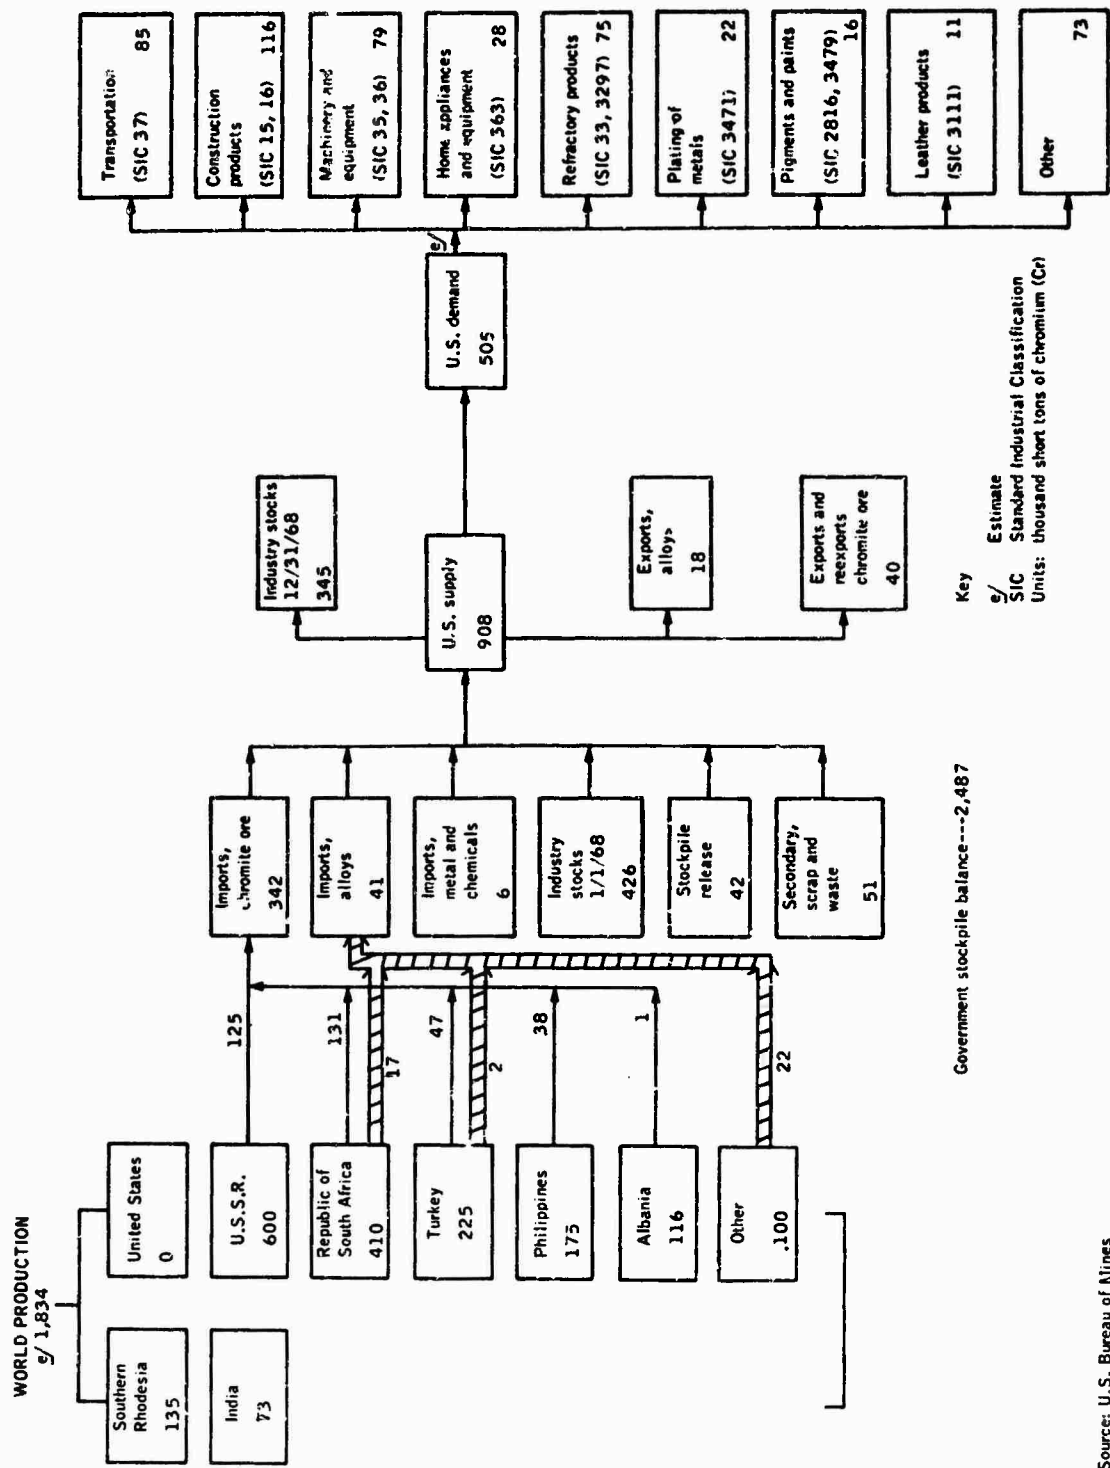 WORLD PRODUCTION
e/ 1,834
Southern
Rhodesia
135
India
73
United States
0
U.S.S.R.
600
Republic of
South Africa
410
Turkey
225
Philippines
175
Albania
116
Other
.100
125
131
17
47
2
38
1
22
Imports,
chromite ore
342
Imports,
alloys
41
Imports,
metal and
chemicals
6
Industry
stocks
1/1/68
426
Stockpile
release
42
Secondary,
scrap and
waste
51
Government stockpile balance---2,487
U.S. supply
908
Industry stocks
12/31/68
345
Exports,
alloys
18
Exports and
reexports
chromite ore
40
U.S. demand
505
e/
Transportation
(SIC 37) 85
Construction
products
(SIC 15, 16) 116
Machinery and
equipment
(SIC 35, 36) 79
Home appliances
and equipment
(SIC 363) 28
Refractory products
(SIC 33, 3297) 75
Plating of
metals
(SIC 3471) 22
Pigments and paints
(SIC 2816, 3479)
16
Leather products
(SIC 3111) 11
Other
73
Key
e/ Estimate
SIC Standard Industrial Classification
Units: thousand short tons of chromium (Cr)
Source: U.S. Bureau of Mines